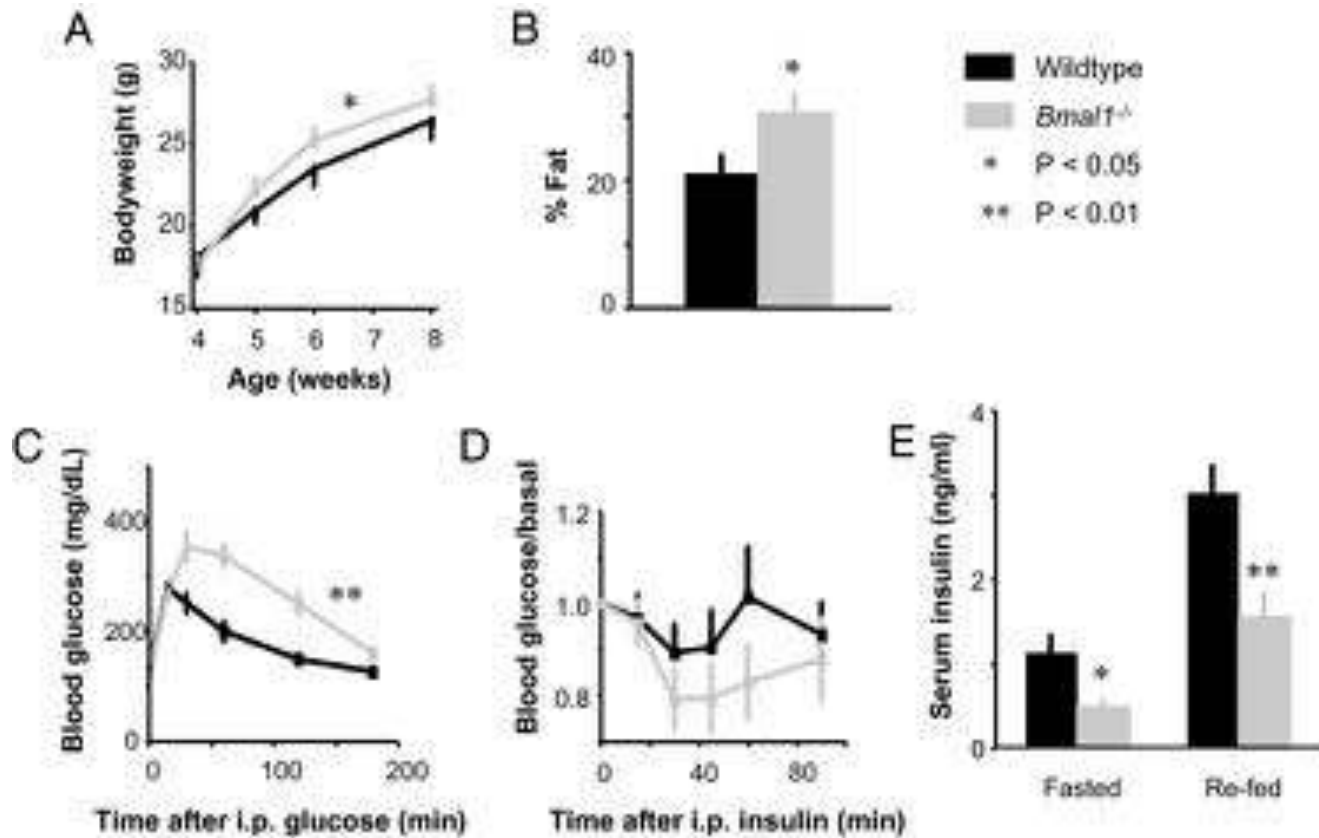 A
Bodyweight (g)
30
25
20
15
4 5 6 7 8
Age (weeks)
B
% Fat
40
20
0
*
*
Wildtype
Bmal1-/-
* P < 0.05
** P < 0.01
C
Blood glucose (mg/dL)
400
200
0
**
0 100 200
Time after i.p. glucose (min)
D
Blood glucose/basal
1.2
1.0
0.8
0 40 80
Time after i.p. insulin (min)
E
Serum insulin (ng/ml)
4
2
0
*
**
Fasted Re-fed